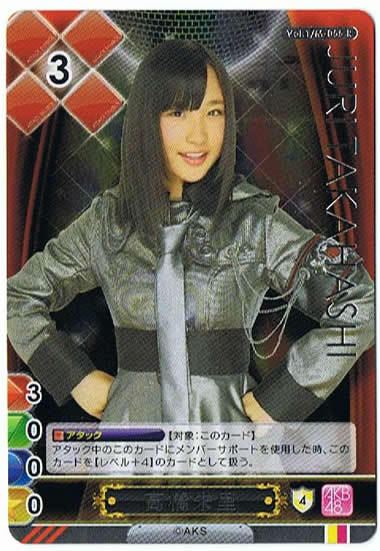 3
Vol.1/M-055 R
JURI TAKAHASHI
3
0
0
0
アタック
【対象:このカード】
アタック中のこのカードにメンバーサポートを使用した時、この
カードを【レベル+4】のカードとして扱う。
高橋朱里
4
AKB
48
©AKS